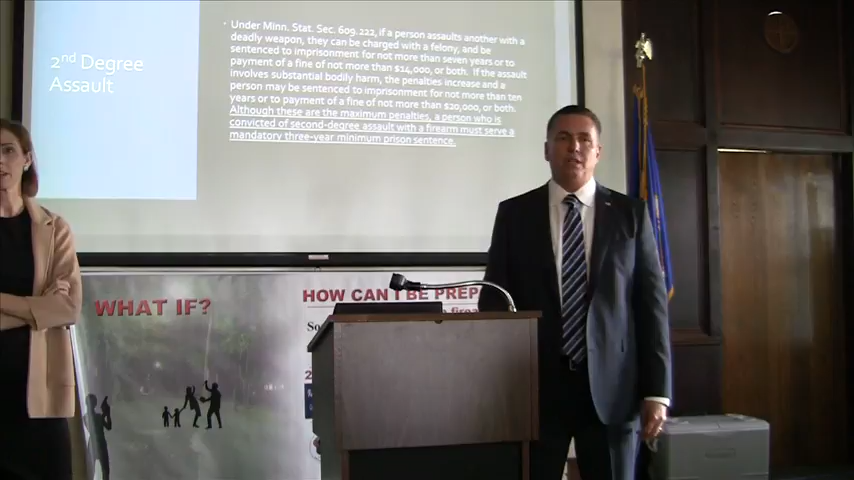 2nd Degree
Assault
Under Minn. Stat. Sec. 609.222, if a person assaults another with a
deadly weapon, they can be charged with a felony, and be
sentenced to imprisonment for not more than seven years or to
payment of a fine of not more than $14,000, or both. If the assault
involves substantial bodily harm, the penalties increase and a
person may be sentenced to imprisonment for not more than ten
years or to payment of a fine of not more than $20,000, or both.
Although these are the maximum penalties, a person who is
convicted of second-degree assault with a firearm must serve a
mandatory three-year minimum prison sentence.
WHAT IF?
HOW CAN I BE PREP